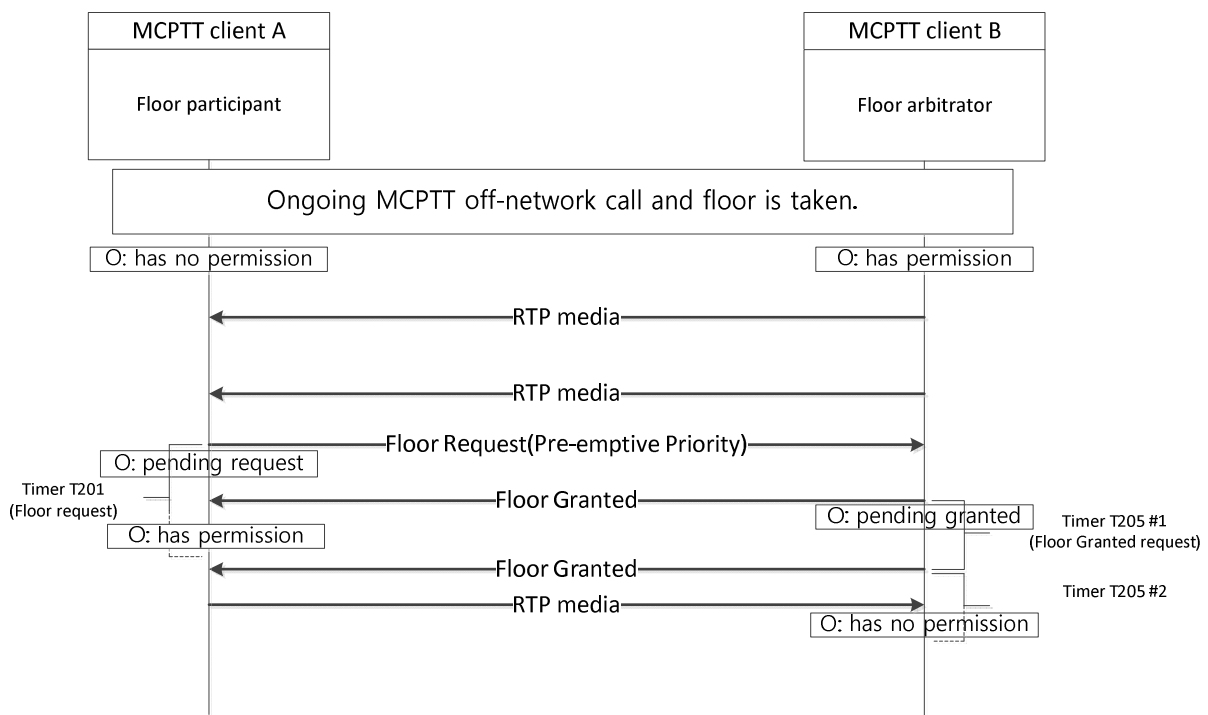 MCPTT client A
MCPTT client B
Floor participant
Floor arbitrator
Ongoing MCPTT off-network call and floor is taken.
O: has no permission
O: has permission
RTP media
RTP media
Floor Request(Pre-emptive Priority)
O: pending request
Timer T201
(Floor request)
Floor Granted
O: pending granted
Timer T205 #1
(Floor Granted request)
O: has permission
Floor Granted
Timer T205 #2
RTP media
O: has no permission